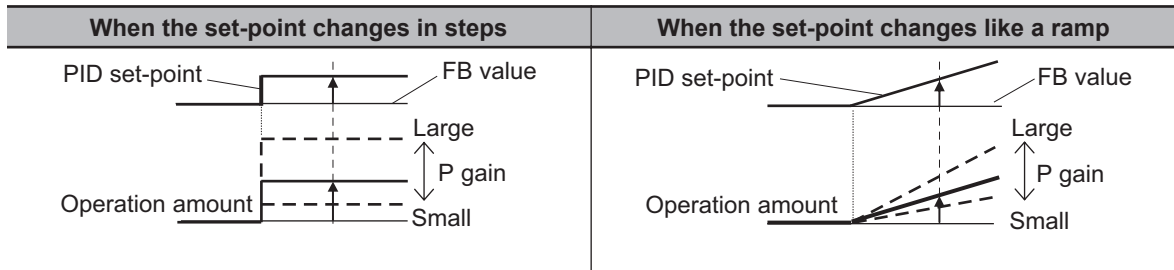 When the set-point changes in steps
When the set-point changes like a ramp
PID set-point
FB value
Large
P gain
Operation amount
Small
PID set-point
FB value
Large
P gain
Operation amount
Small